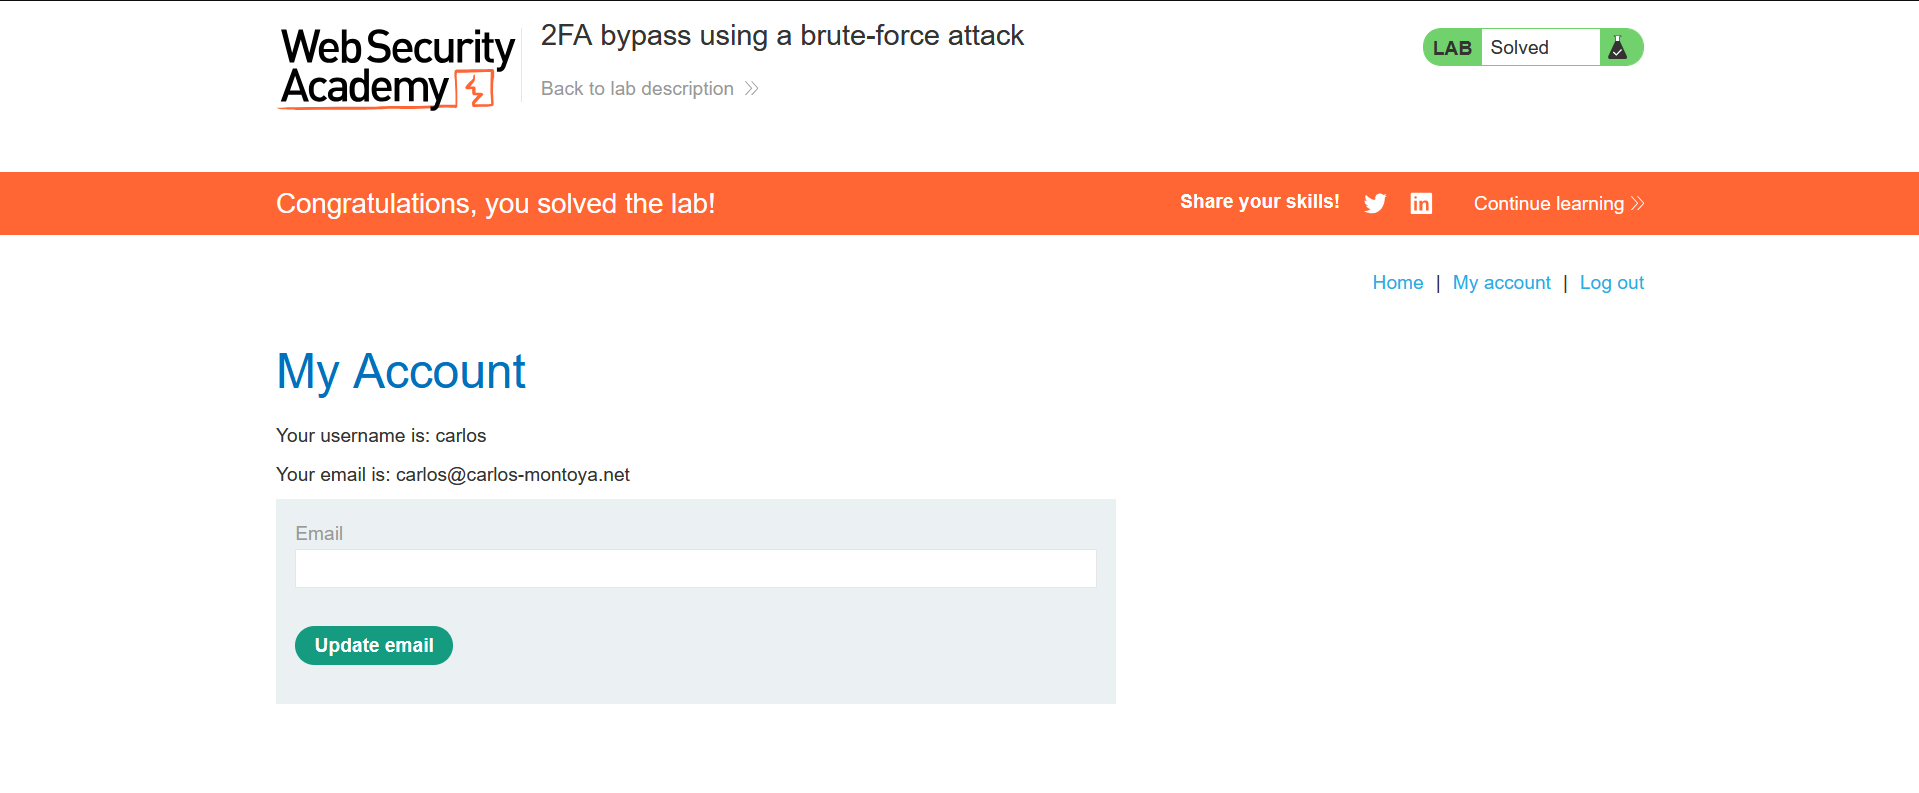 Web Security
Academy
2FA bypass using a brute-force attack
Back to lab description
LAB Solved
Congratulations, you solved the lab!
Share your skills!
Continue learning
Home | My account | Log out
My Account
Your username is: carlos
Your email is: carlos@carlos-montoya.net
Email
Update email